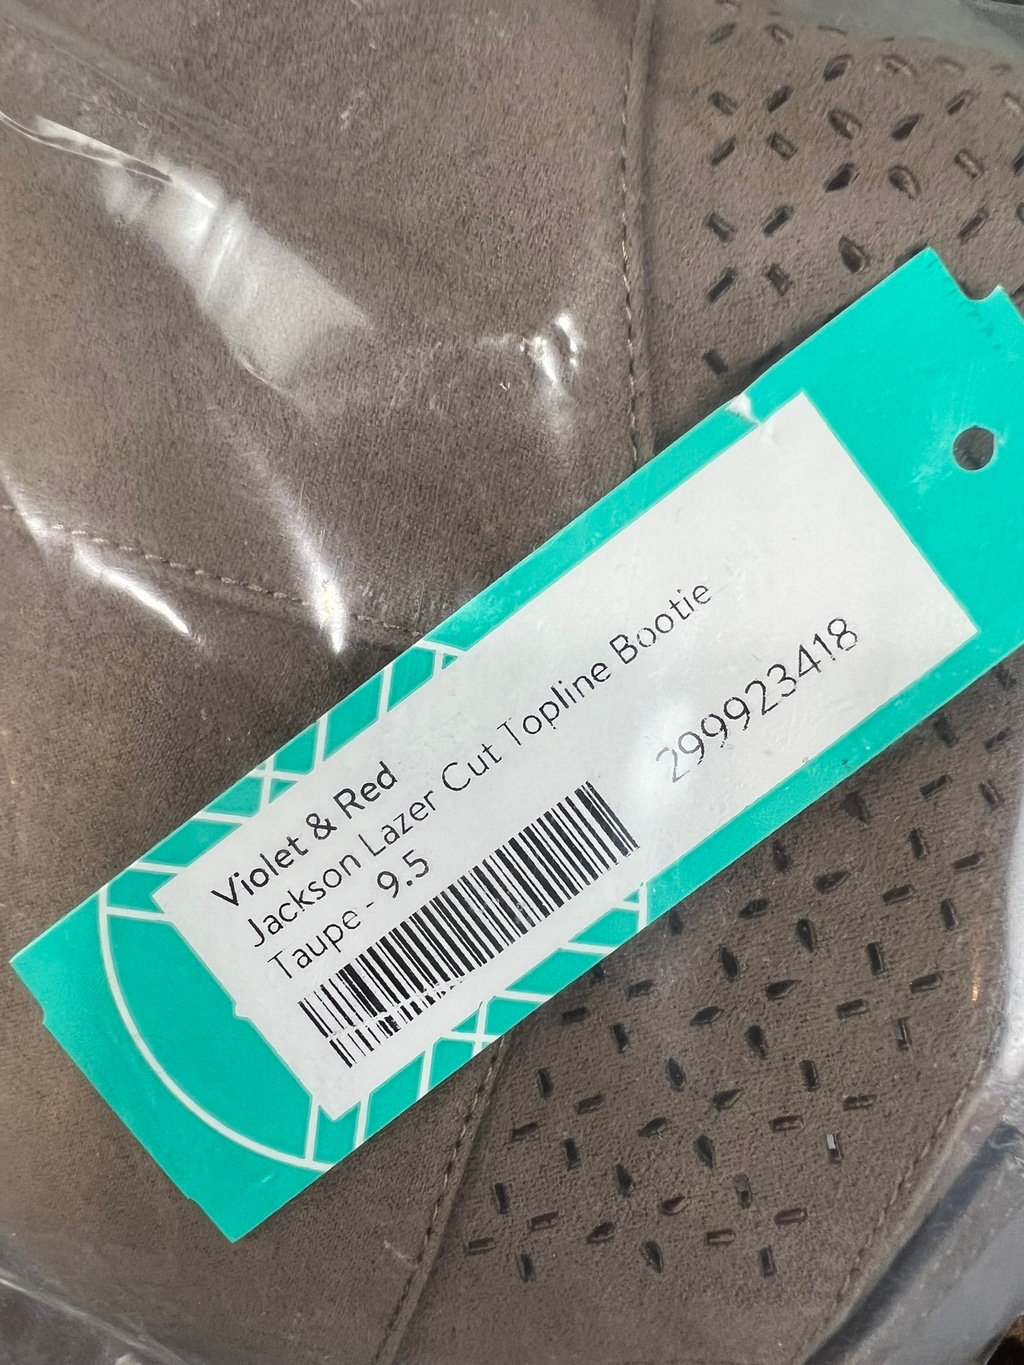 Violet & Red
Jackson Lazer Cut Topline Bootie
Taupe - 9.5
299923418